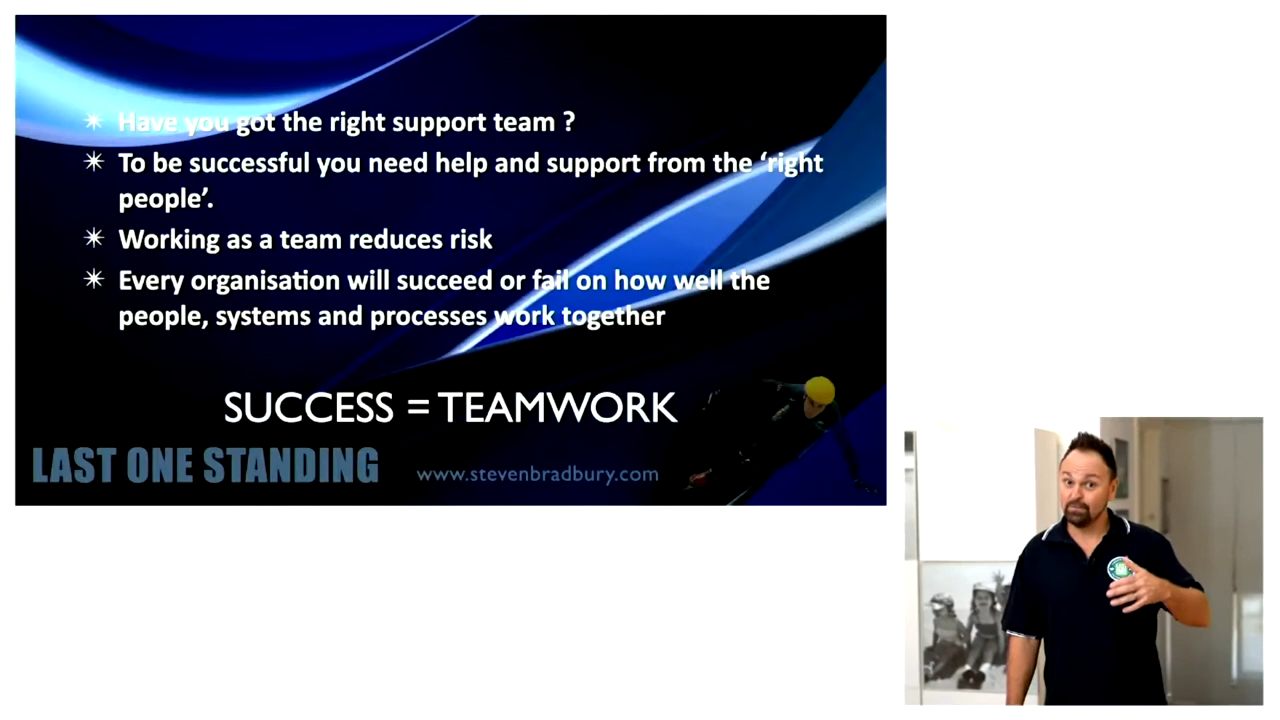 Have you got the right support team ?
To be successful you need help and support from the ‘right
people’.
Working as a team reduces risk
Every organisation will succeed or fail on how well the
people, systems and processes work together
SUCCESS = TEAMWORK
LAST ONE STANDING
www.stevenbradbury.com